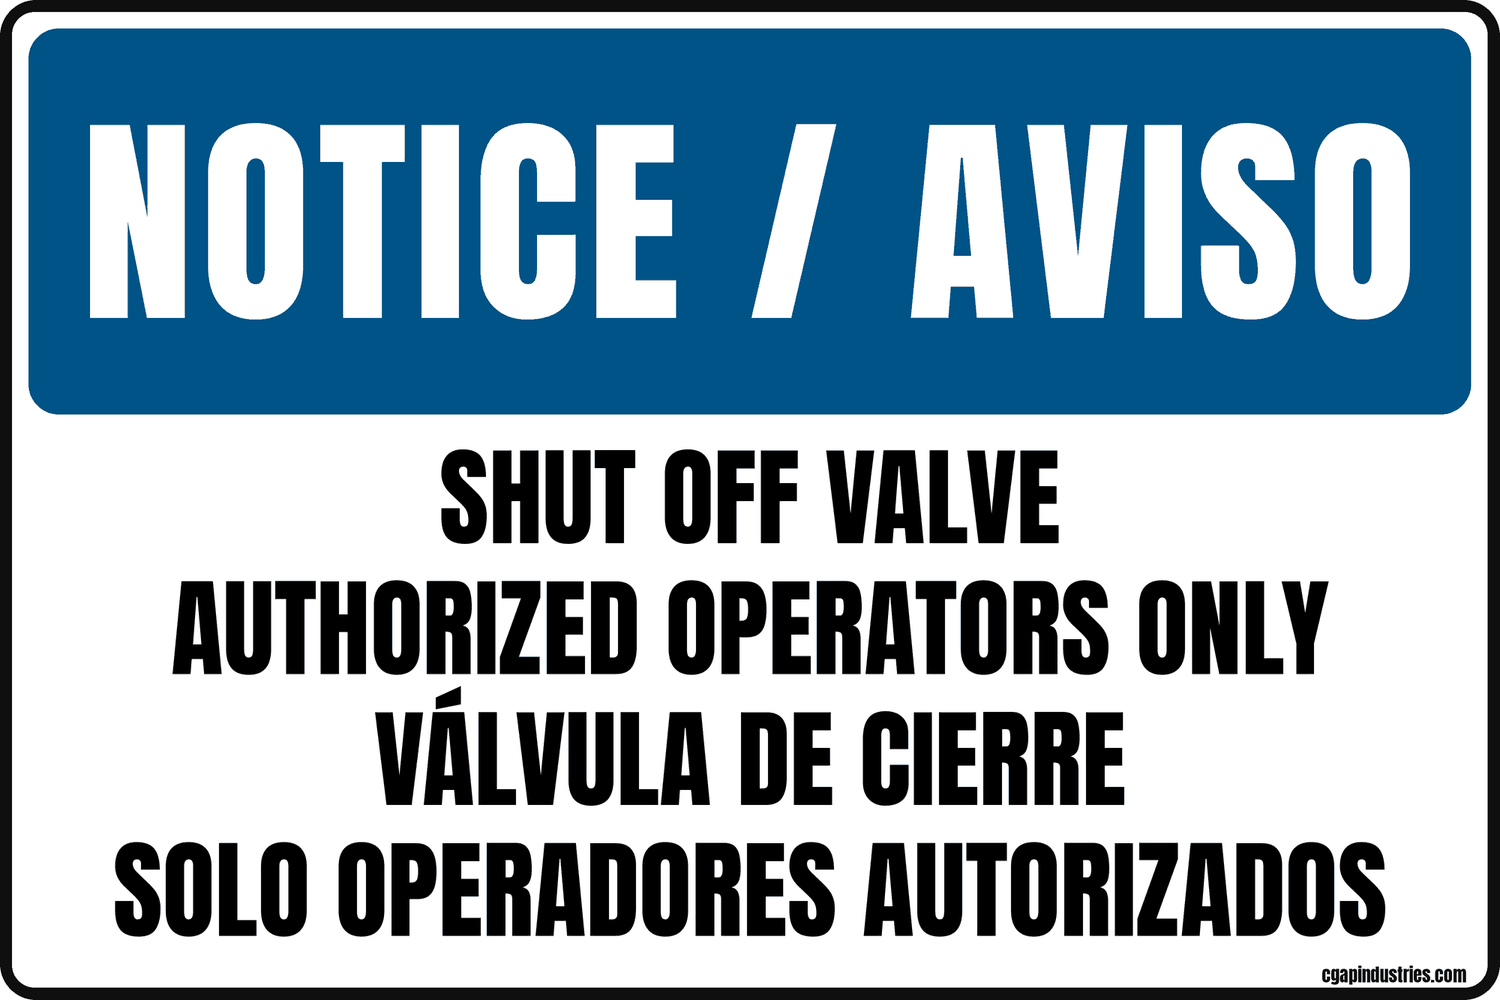 NOTICE / AVISO
SHUT OFF VALVE
AUTHORIZED OPERATORS ONLY
VÁLVULA DE CIERRE
SOLO OPERADORES AUTORIZADOS
cgapindustries.com